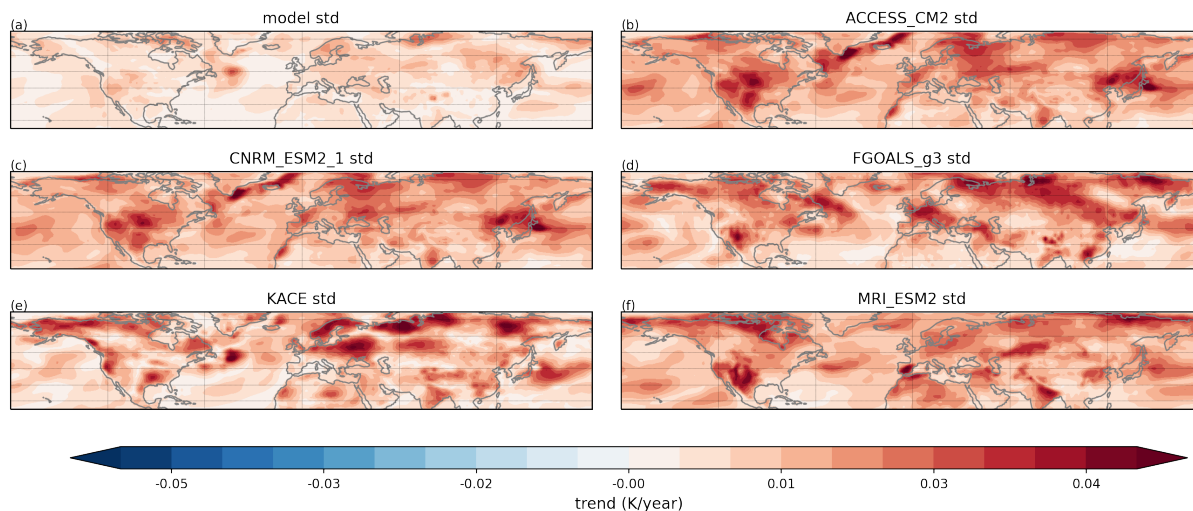 (a) model std
(b) ACCESS_CM2 std
(c) CNRM_ESM2_1 std
(d) FGOALS_g3 std
(e) KACE std
(f) MRI_ESM2 std
-0.05 -0.03 -0.02 -0.00 0.01 0.03 0.04
trend (K/year)